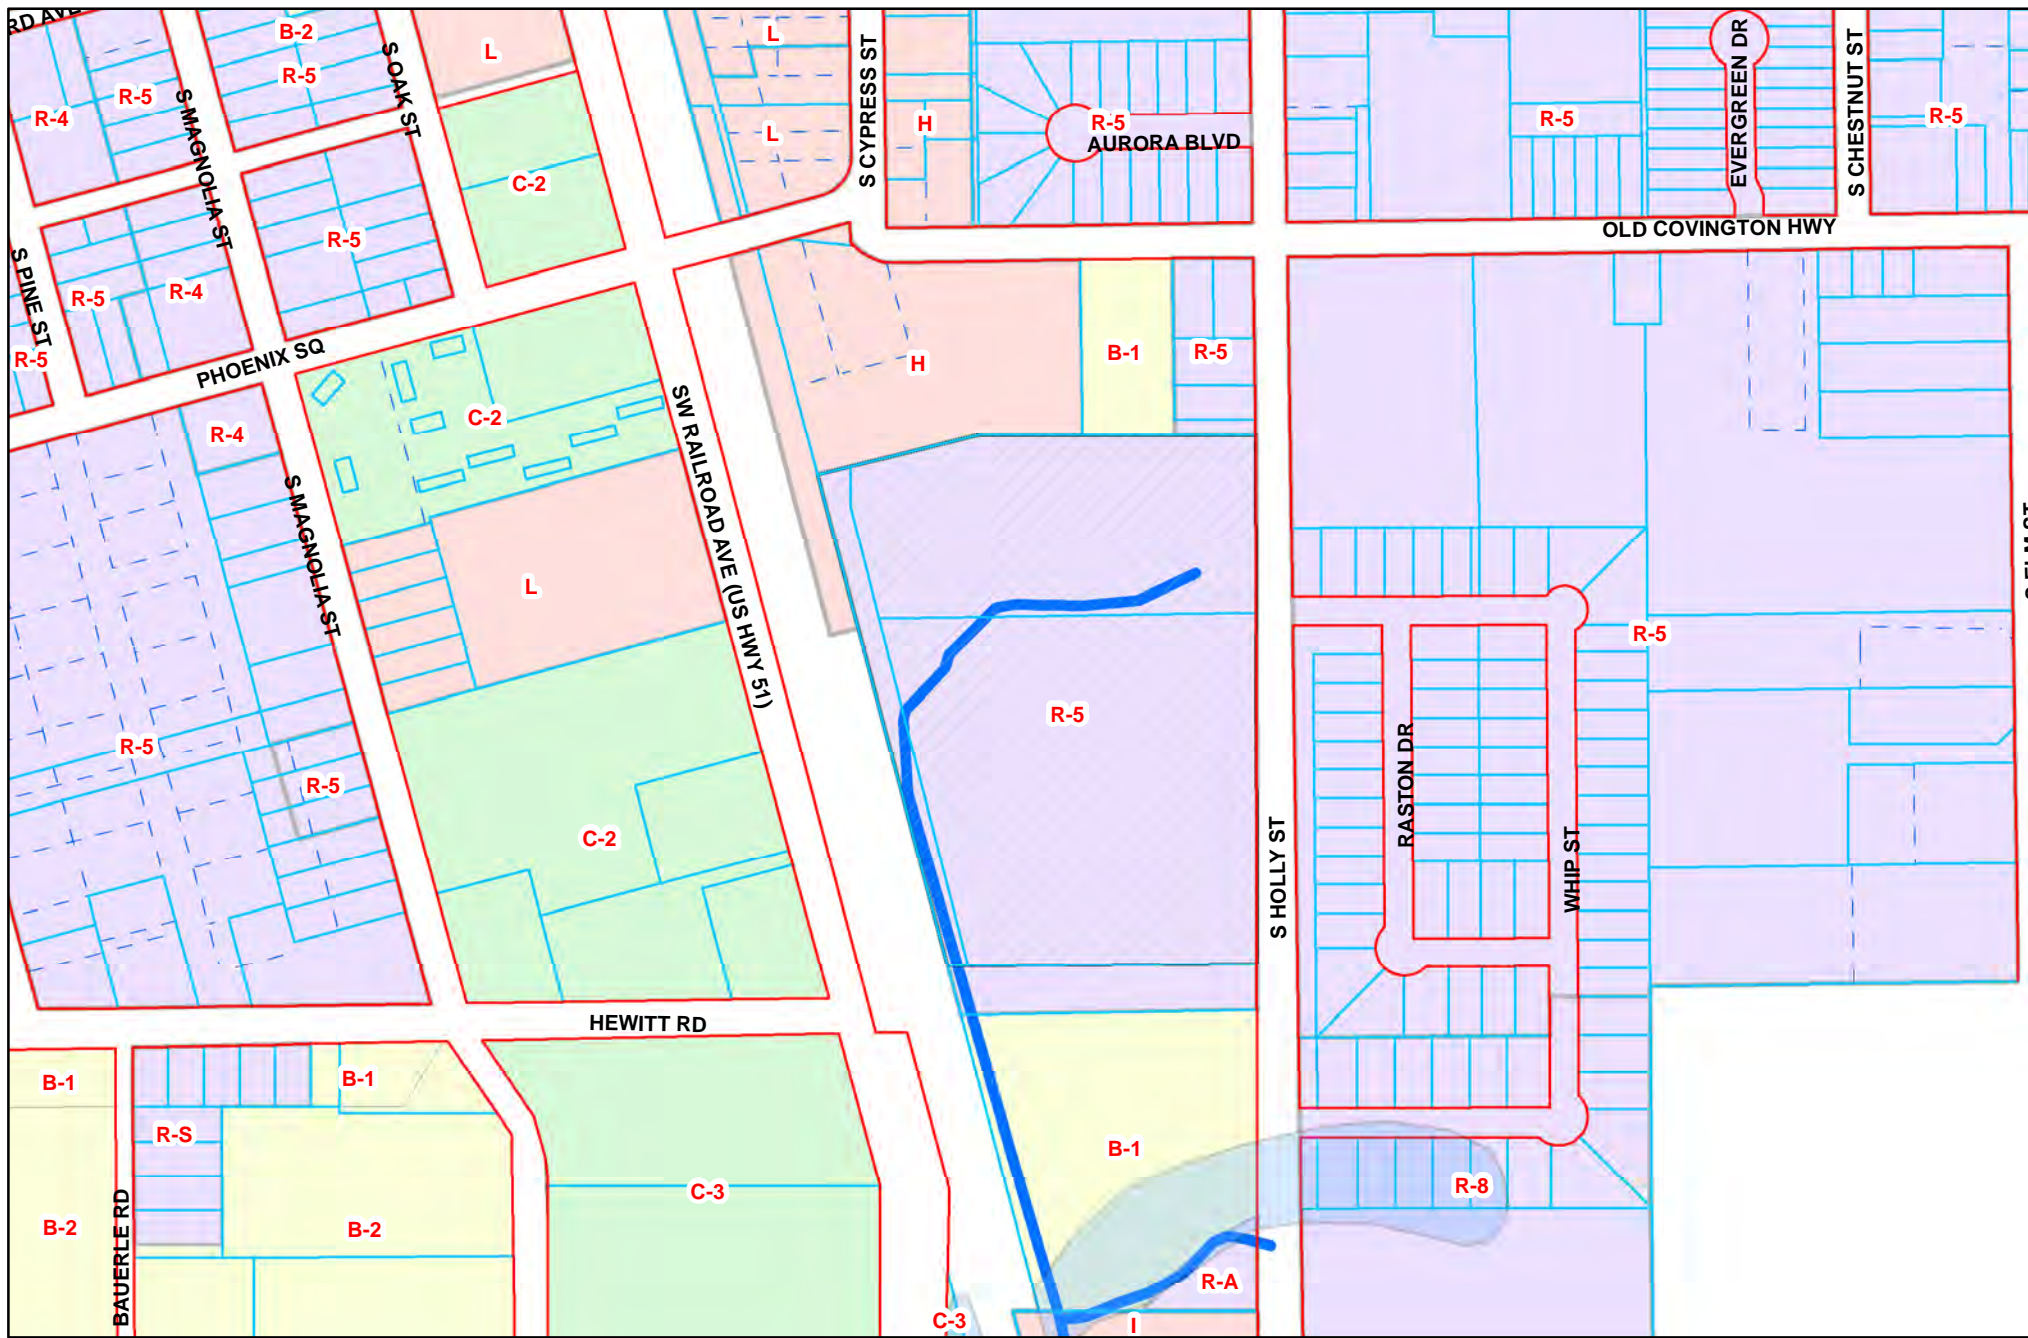 RD AVE
B-2
L
L
S OAK ST
S CYPRESS ST
EVERGREEN DR
S CHESTNUT ST
R-5
R-5
R-4
S MAGNOLIA ST
L
H
R-5
AURORA BLVD
R-5
R-5
C-2
OLD COVINGTON HWY
R-5
S PINE ST
R-5
R-4
R-5
PHOENIX SQ
H
B-1
R-5
C-2
R-4
SW RAILROAD AVE (US HWY 51)
S MAGNOLIA ST
L
R-5
R-5
R-5
R-5
RASTON DR
C-2
S HOLLY ST
WHIP ST
HEWITT RD
B-1
B-1
R-S
B-1
C-3
R-8
B-2
B-2
BAUERLE RD
R-A
C-3
I